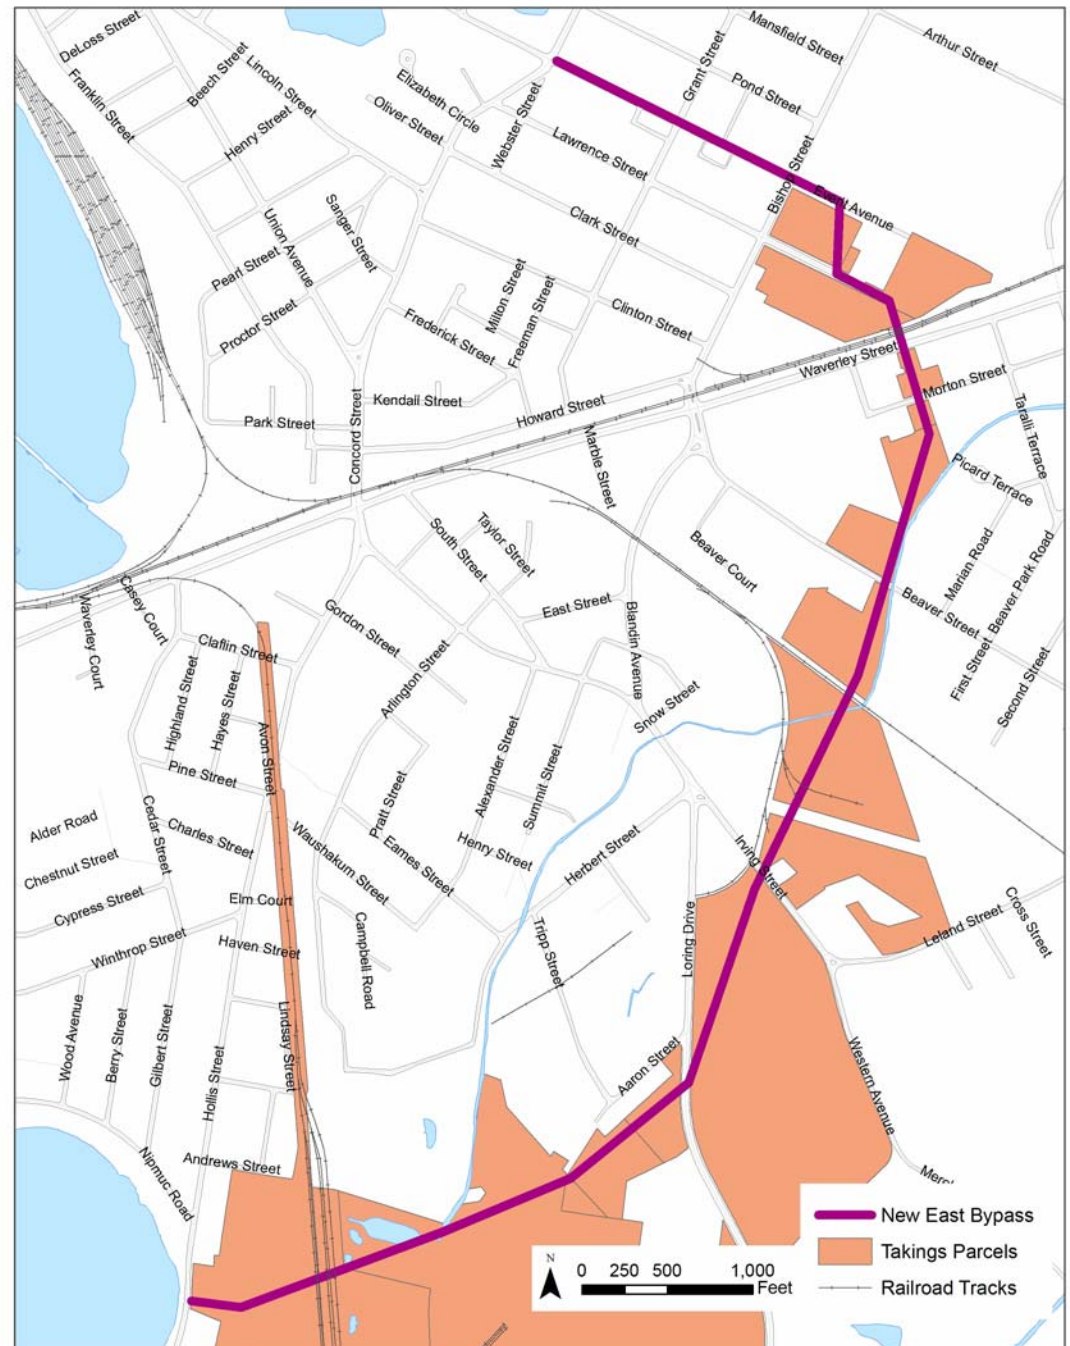 DeLoss Street
Franklin Street
Beech Street
Lincoln Street
Henry Street
Elizabeth Circle
Oliver Street
Webster Street
Grant Street
Mansfield Street
Pond Street
Arthur Street
Lawrence Street
Bishop Street
Event Avenue
Clark Street
Union Avenue
Sanger Street
Pearl Street
Proctor Street
Milton Street
Freeman Street
Frederick Street
Clinton Street
Waverley Street
Morton Street
Taralli Terrace
Kendall Street
Howard Street
Park Street
Concord Street
Marble Street
Picard Terrace
South Street
Taylor Street
Beaver Court
Marian Road
Beaver Park Road
Casey Court
Waverley Court
East Street
Blandin Avenue
Beaver Street
First Street
Second Street
Gordon Street
Claflin Street
Arlington Street
Highland Street
Hayes Street
Snow Street
Avon Street
Pine Street
Alexander Street
Summit Street
Pratt Street
Cedar Street
Charles Street
Alder Road
Chestnut Street
Waushakum Street
Eames Street
Henry Street
Herbert Street
Irving Street
Cypress Street
Elm Court
Winthrop Street
Haven Street
Campbell Road
Tripp Street
Loring Drive
Leland Street
Cross Street
Wood Avenue
Berry Street
Gilbert Street
Hollis Street
Lindsay Street
Aaron Street
Western Avenue
Andrews Street
Nipmuc Road
New East Bypass
Takings Parcels
Railroad Tracks
N
0 250 500 1,000
Feet